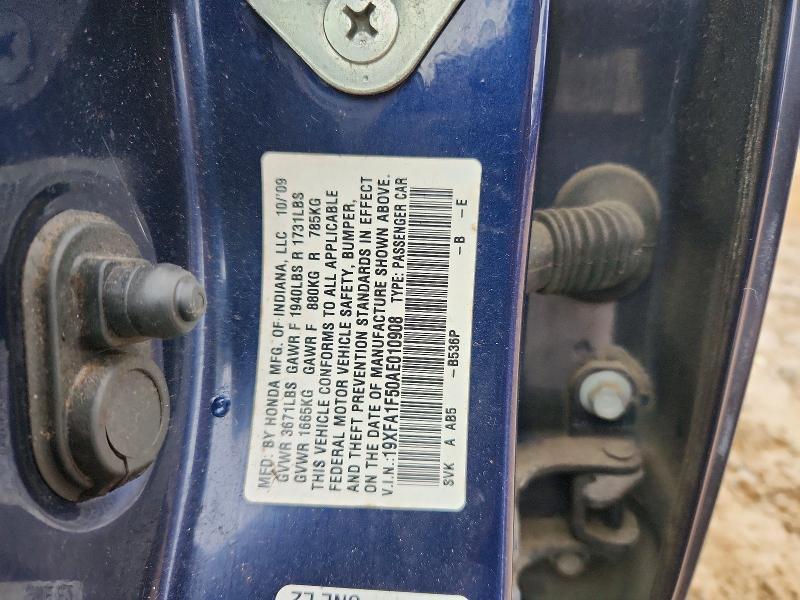 MFD. BY HONDA MFG. OF INDIANA, LLC 10/'09
GVWR 3671LBS GAWR F 1940LBS R 1731LBS
GVWR 1665KG GAWR F 880KG R 785KG
THIS VEHICLE CONFORMS TO ALL APPLICABLE
FEDERAL MOTOR VEHICLE SAFETY, BUMPER,
AND THEFT PREVENTION STANDARDS IN EFFECT
ON THE DATE OF MANUFACTURE SHOWN ABOVE.
V.I.N.:19XFA1F50AE010908 TYPE: PASSENGER CAR
SVK A AB5 -B536P -B -E